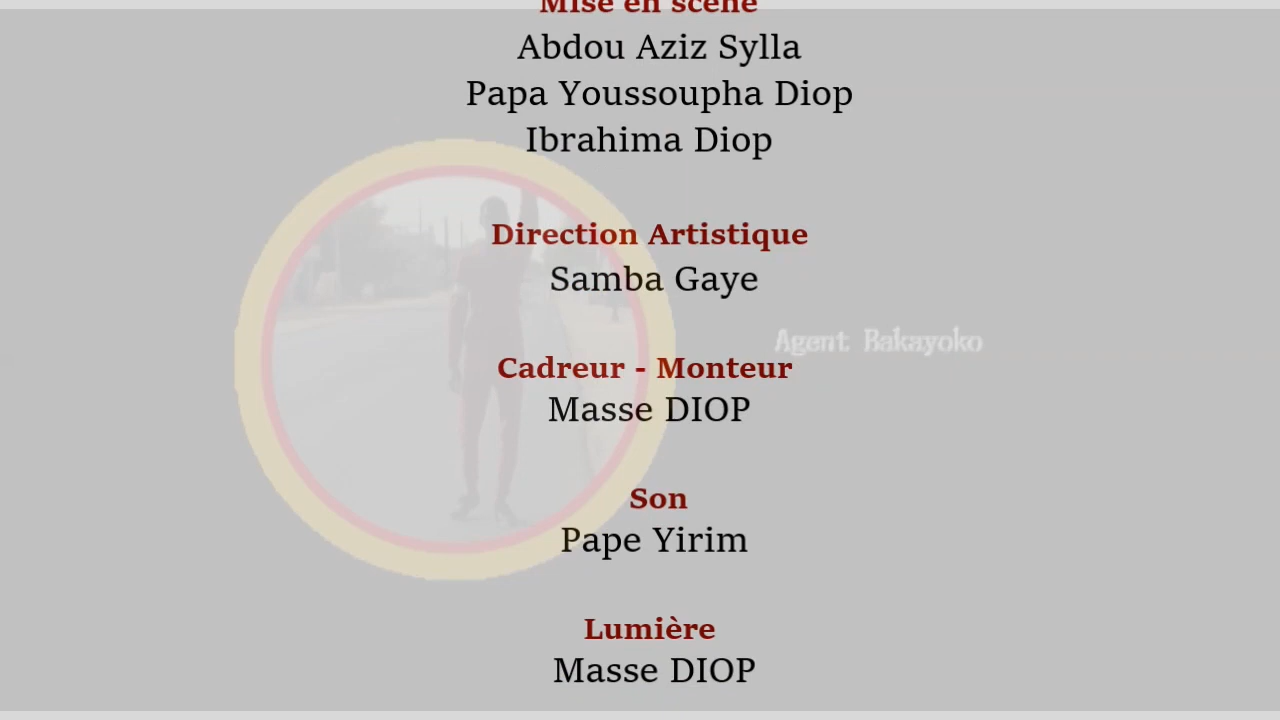 Mise en scène
Abdou Aziz Sylla
Papa Youssoupha Diop
Ibrahima Diop
Direction Artistique
Samba Gaye
Agent Bakayoko
Cadreur - Monteur
Masse DIOP
Son
Pape Yirim
Lumière
Masse DIOP